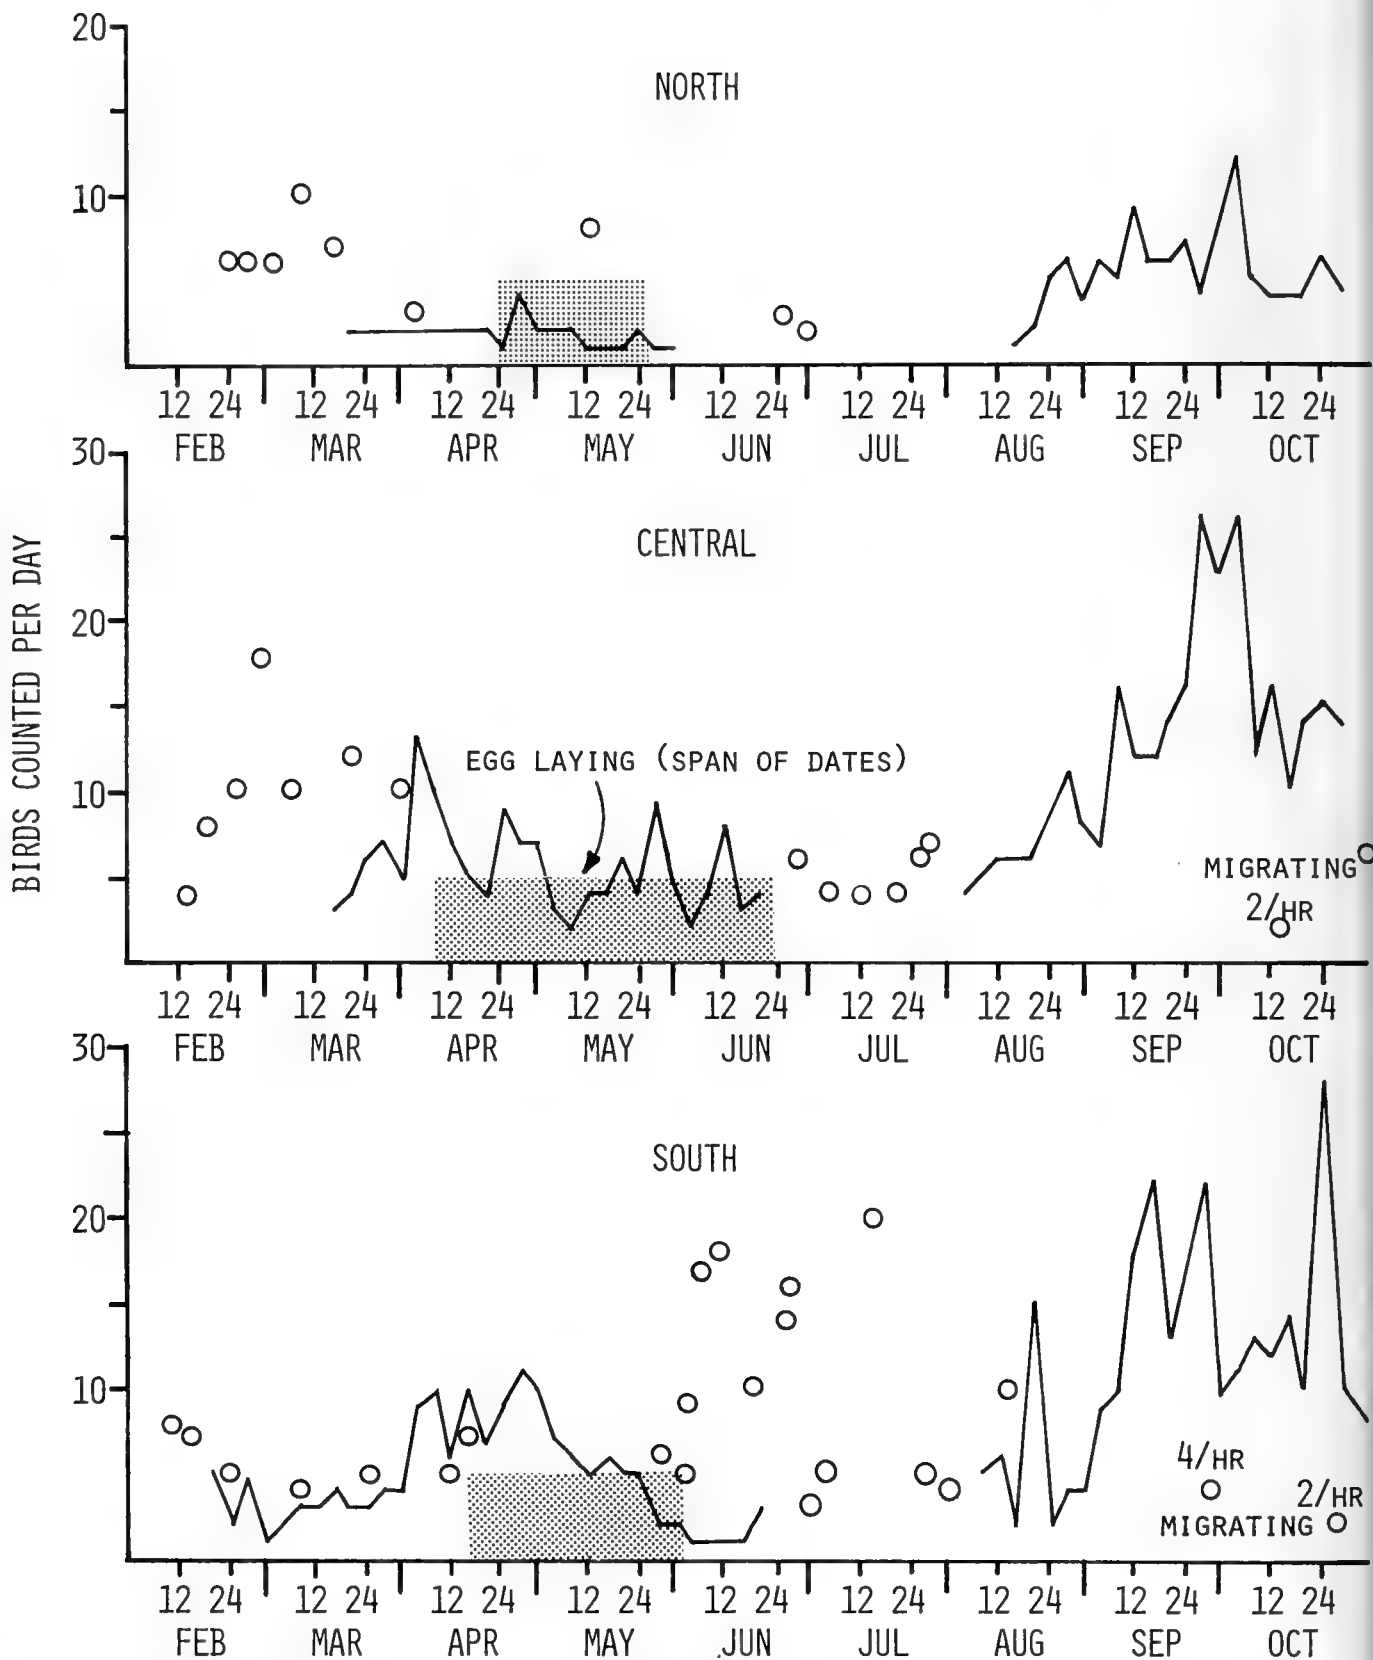 20
NORTH
10
12 24 12 24 12 24 12 24 12 24 12 24 12 24 12 24 12 24
FEB MAR APR MAY JUN JUL AUG SEP OCT
BIRDS COUNTED PER DAY
30
CENTRAL
20
EGG LAYING (SPAN OF DATES)
10
MIGRATING
2/HR
12 24 12 24 12 24 12 24 12 24 12 24 12 24 12 24 12 24
FEB MAR APR MAY JUN JUL AUG SEP OCT
30
SOUTH
20
10
4/HR
2/HR
MIGRATING
12 24 12 24 12 24 12 24 12 24 12 24 12 24 12 24 12 24
FEB MAR APR MAY JUN JUL AUG SEP OCT